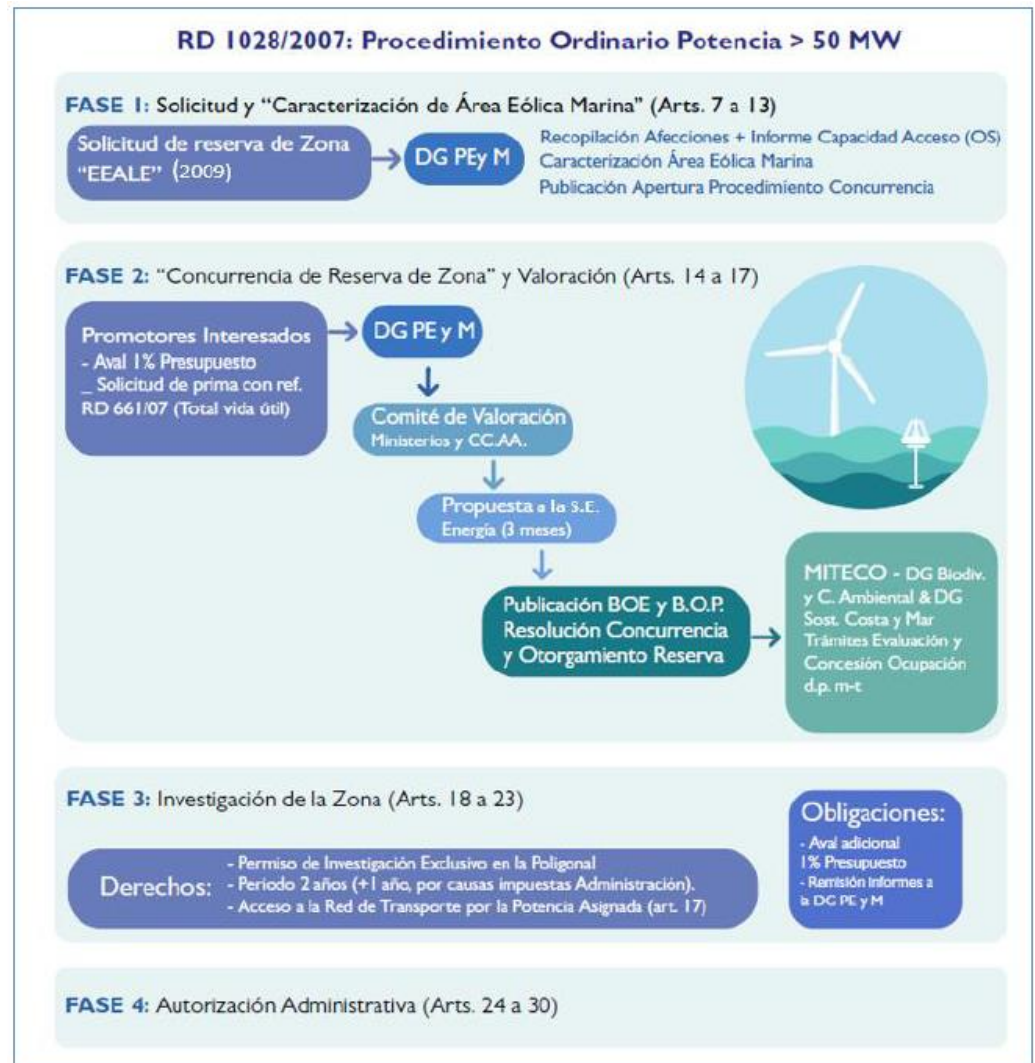 RD 1028/2007: Procedimiento Ordinario Potencia > 50 MW
FASE 1: Solicitud y “Caracterización de Área Eólica Marina” (Arts. 7 a 13)
Solicitud de reserva de Zona
“EEALE” (2009)
DG PEy M
Recopilación Afecciones + Informe Capacidad Acceso (OS)
Caracterización Área Eólica Marina
Publicación Apertura Procedimiento Concurrencia
FASE 2: “Concurrencia de Reserva de Zona” y Valoración (Arts. 14 a 17)
Promotores Interesados
- Aval 1% Presupuesto
_ Solicitud de prima con ref.
RD 661/07 (Total vida útil)
DG PE y M
Comité de Valoración
Ministerios y CC.AA.
Propuesta a la S.E.
Energía (3 meses)
Publicación BOE y B.O.P.
Resolución Concurrencia
y Otorgamiento Reserva
MITECO - DG Biodiv.
y C. Ambiental & DG
Sost. Costa y Mar
Trámites Evaluación y
Concesión Ocupación
d.p. m-t
FASE 3: Investigación de la Zona (Arts. 18 a 23)
Derechos:
- Permiso de Investigación Exclusivo en la Poligonal
- Periodo 2 años (+1 año, por causas impuestas Administración).
- Acceso a la Red de Transporte por la Potencia Asignada (art. 17)
Obligaciones:
- Aval adicional
1% Presupuesto
- Remisión informes a
la DG PE y M
FASE 4: Autorización Administrativa (Arts. 24 a 30)